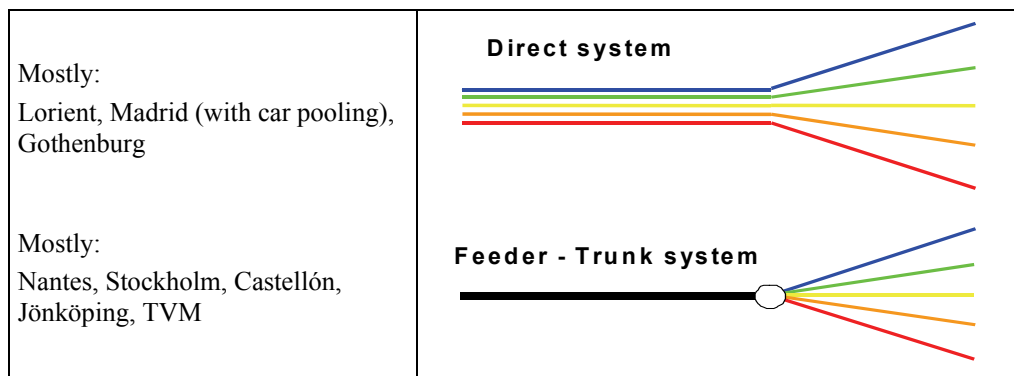 Mostly:
Lorient, Madrid (with car pooling),
Gothenburg
Direct system
Mostly:
Nantes, Stockholm, Castellón,
Jönköping, TVM
Feeder - Trunk system